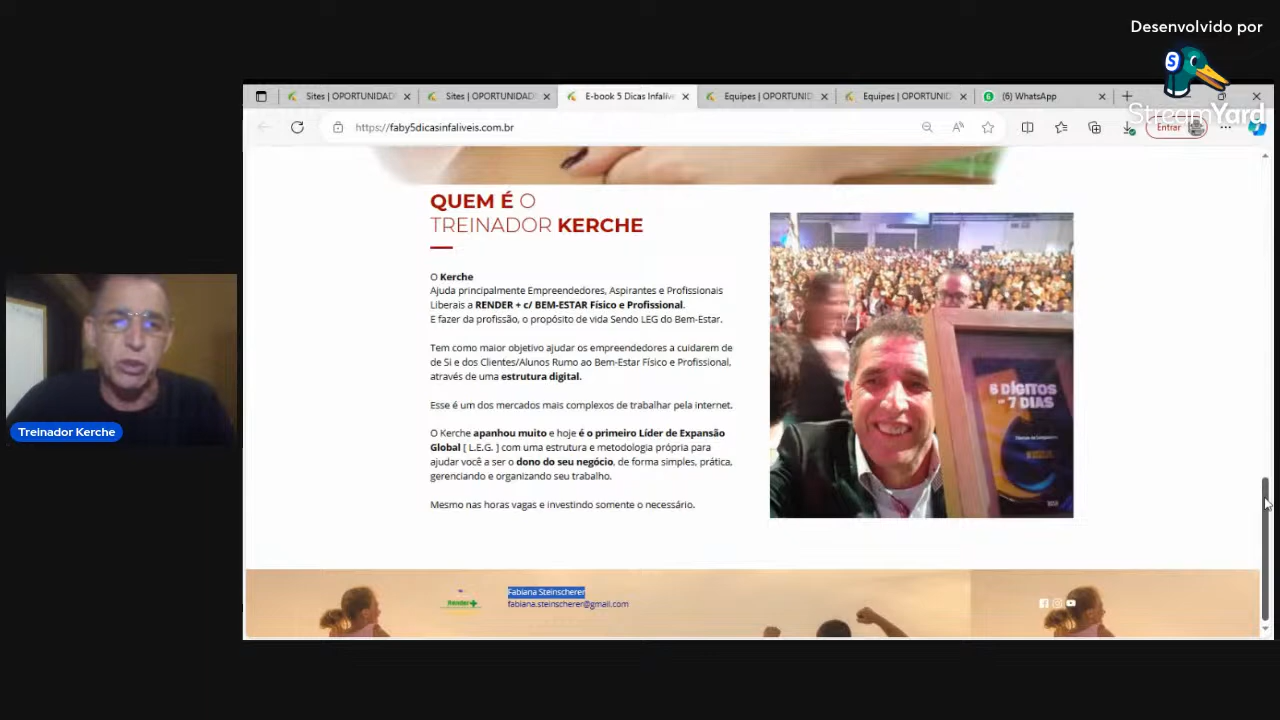 Desenvolvido por
StreamYard
Sites | OPORTUNIDAD
Sites | OPORTUNIDAD
E-book 5 Dicas Infalíve
Equipes | OPORTUNID
Equipes | OPORTUNID
(6) WhatsApp
https://faby5dicasinfaliveis.com.br
Entrar
QUEM É O
TREINADOR KERCHE
O Kerche
Ajuda principalmente Empreendedores, Aspirantes e Profissionais
Liberais a RENDER + c/ BEM-ESTAR Físico e Profissional.
E fazer da profissão, o propósito de vida Sendo LEG do Bem-Estar.
Tem como maior objetivo ajudar os empreendedores a cuidarem de
de Si e dos Clientes/Alunos Rumo ao Bem-Estar Físico e Profissional,
através de uma estrutura digital.
Esse é um dos mercados mais complexos de trabalhar pela internet.
O Kerche apanhou muito e hoje é o primeiro Líder de Expansão
Global [ L.E.G. ] com uma estrutura e metodologia própria para
ajudar você a ser o dono do seu negócio, de forma simples, prática,
gerenciando e organizando seu trabalho.
Mesmo nas horas vagas e investindo somente o necessário.
6 DÍGITOS
EM 7 DIAS
Treinador Kerche
Render+
Fabiana Steinscherer
fabiana.steinscherer@gmail.com